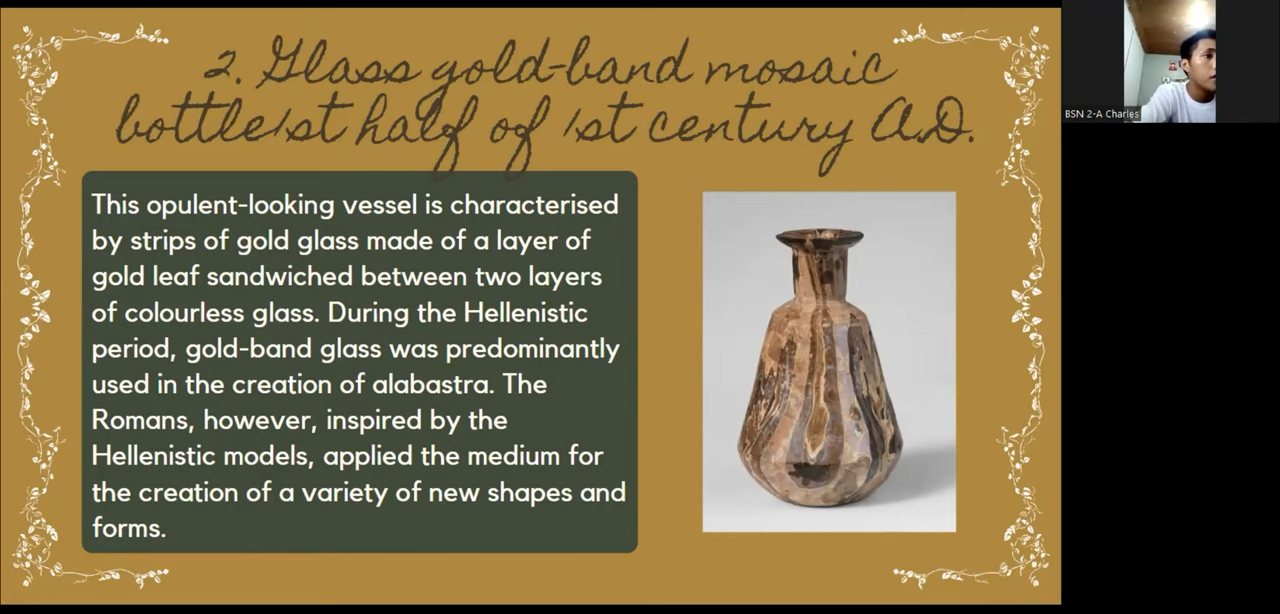 2. Glass gold-band mosaic
bottle1st half of 1st century A.D.
This opulent-looking vessel is characterised
by strips of gold glass made of a layer of
gold leaf sandwiched between two layers
of colourless glass. During the Hellenistic
period, gold-band glass was predominantly
used in the creation of alabastra. The
Romans, however, inspired by the
Hellenistic models, applied the medium for
the creation of a variety of new shapes and
forms.
BSN 2-A Charles